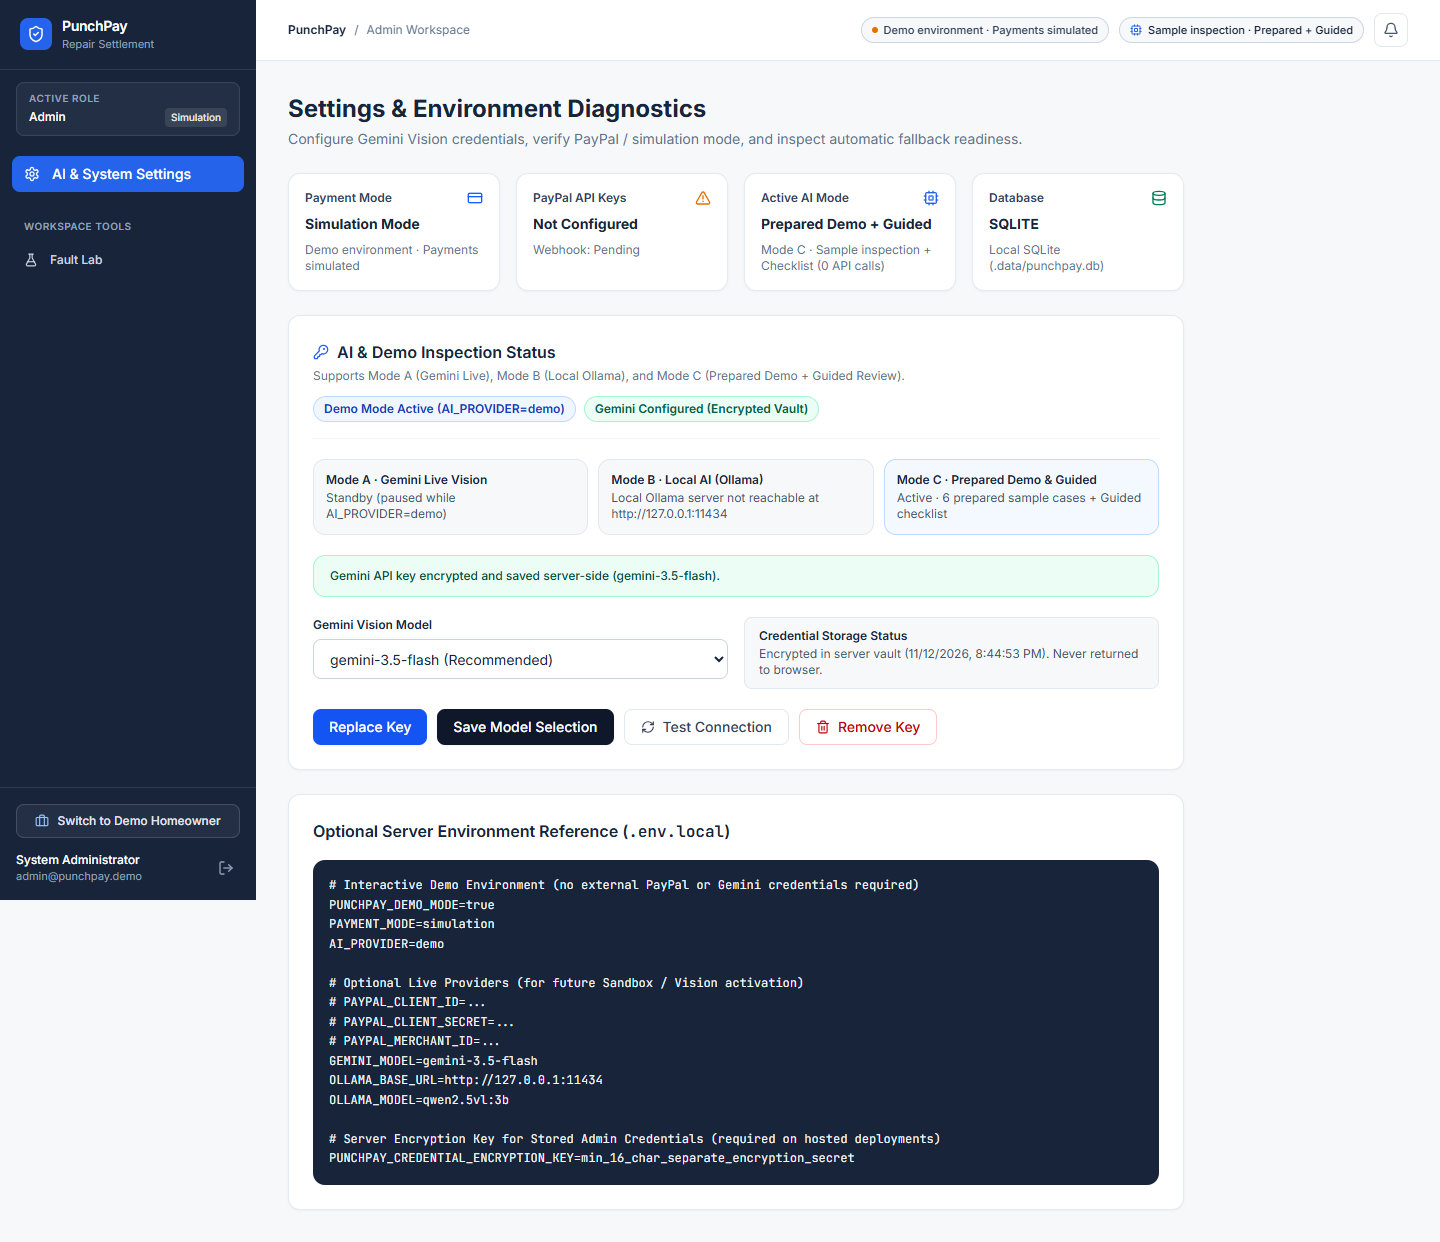 PunchPay
Repair Settlement
ACTIVE ROLE
Admin
Simulation
AI & System Settings
WORKSPACE TOOLS
Fault Lab
Switch to Demo Homeowner
System Administrator
admin@punchpay.demo
PunchPay / Admin Workspace
Demo environment · Payments simulated
Sample inspection · Prepared + Guided
Settings & Environment Diagnostics
Configure Gemini Vision credentials, verify PayPal / simulation mode, and inspect automatic fallback readiness.
Payment Mode
Simulation Mode
Demo environment · Payments
simulated
PayPal API Keys
Not Configured
Webhook: Pending
Active AI Mode
Prepared Demo + Guided
Mode C · Sample inspection +
Checklist (0 API calls)
Database
SQLITE
Local SQLite
(.data/punchpay.db)
AI & Demo Inspection Status
Supports Mode A (Gemini Live), Mode B (Local Ollama), and Mode C (Prepared Demo + Guided Review).
Demo Mode Active (AI_PROVIDER=demo)
Gemini Configured (Encrypted Vault)
Mode A · Gemini Live Vision
Standby (paused while
AI_PROVIDER=demo)
Mode B · Local AI (Ollama)
Local Ollama server not reachable at
http://127.0.0.1:11434
Mode C · Prepared Demo & Guided
Active · 6 prepared sample cases + Guided
checklist
Gemini API key encrypted and saved server-side (gemini-3.5-flash).
Gemini Vision Model
gemini-3.5-flash (Recommended)
Credential Storage Status
Encrypted in server vault (11/12/2026, 8:44:53 PM). Never returned
to browser.
Replace Key
Save Model Selection
Test Connection
Remove Key
Optional Server Environment Reference (.env.local)
# Interactive Demo Environment (no external PayPal or Gemini credentials required)
PUNCHPAY_DEMO_MODE=true
PAYMENT_MODE=simulation
AI_PROVIDER=demo
# Optional Live Providers (for future Sandbox / Vision activation)
# PAYPAL_CLIENT_ID=...
# PAYPAL_CLIENT_SECRET=...
# PAYPAL_MERCHANT_ID=...
GEMINI_MODEL=gemini-3.5-flash
OLLAMA_BASE_URL=http://127.0.0.1:11434
OLLAMA_MODEL=qwen2.5vl:3b
# Server Encryption Key for Stored Admin Credentials (required on hosted deployments)
PUNCHPAY_CREDENTIAL_ENCRYPTION_KEY=min_16_char_separate_encryption_secret